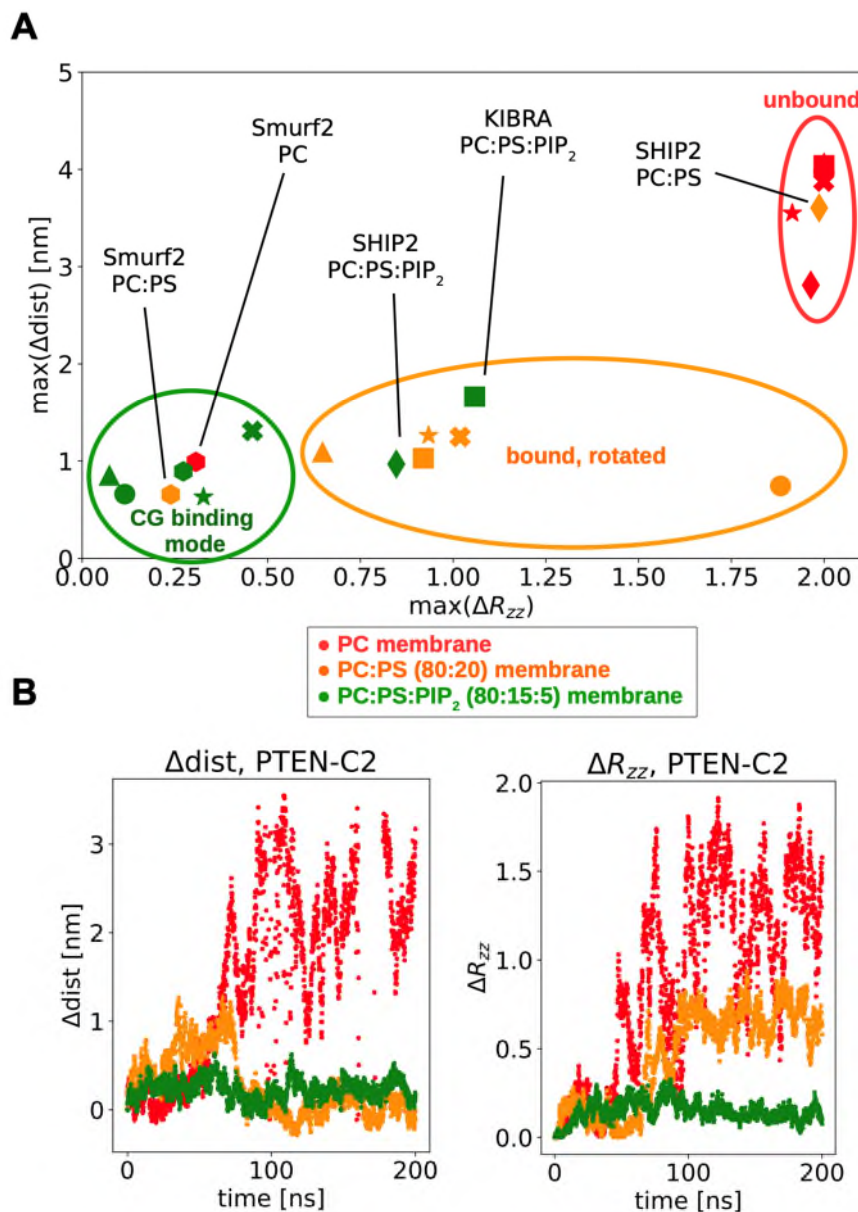 A
5
4
3
2
1
0
max(Δdist) [nm]
0.00 0.25 0.50 0.75 1.00 1.25 1.50 1.75 2.00
max(ΔR_zz)
unbound
KIBRA
PC:PS:PIP₂
Smurf2
PC
SHIP2
PC:PS
Smurf2
PC:PS
SHIP2
PC:PS:PIP₂
bound, rotated
CG binding
mode
PC membrane
PC:PS (80:20) membrane
PC:PS:PIP₂ (80:15:5) membrane
B
Δdist, PTEN-C2
3
2
1
0
Δdist [nm]
0 100 200
time [ns]
ΔR_zz, PTEN-C2
2.0
1.5
1.0
0.5
0.0
ΔR_zz
0 100 200
time [ns]